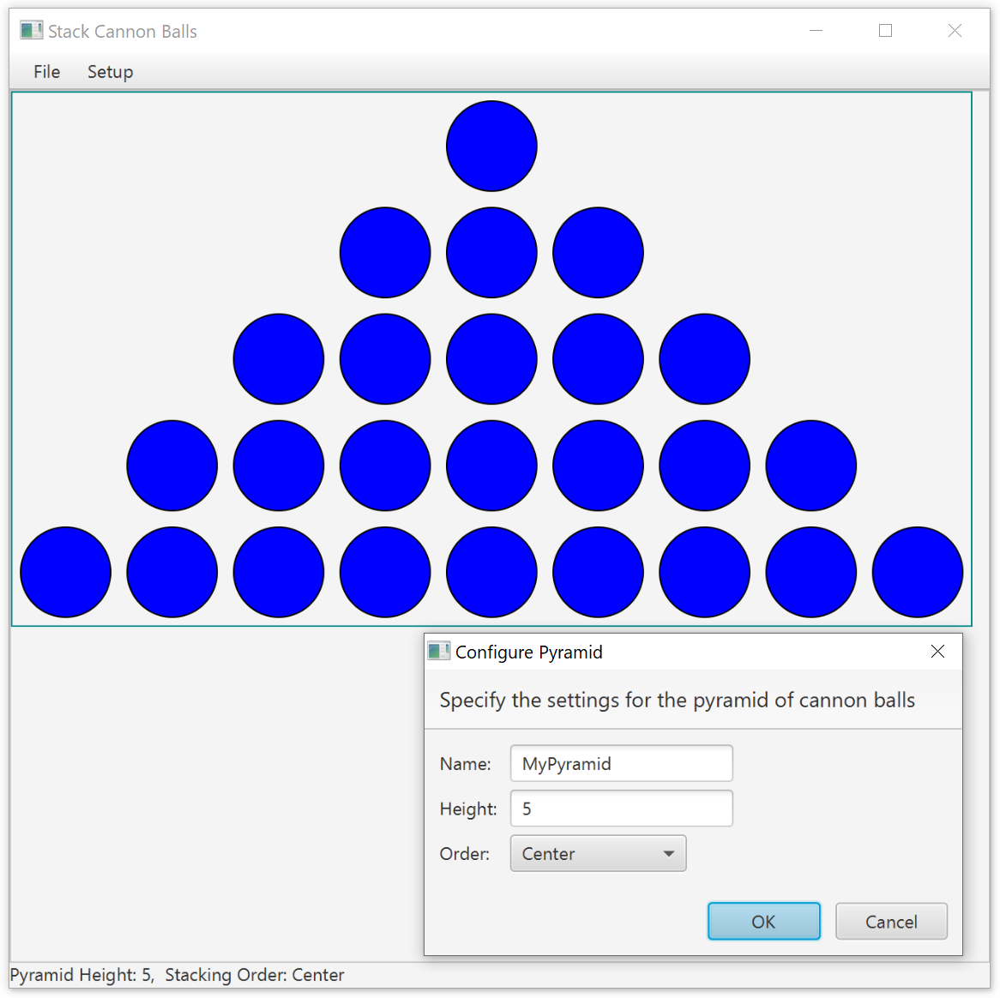 Stack Cannon Balls
File Setup
Configure Pyramid
Specify the settings for the pyramid of cannon balls
Name: MyPyramid
Height: 5
Order: Center
OK Cancel
Pyramid Height: 5, Stacking Order: Center